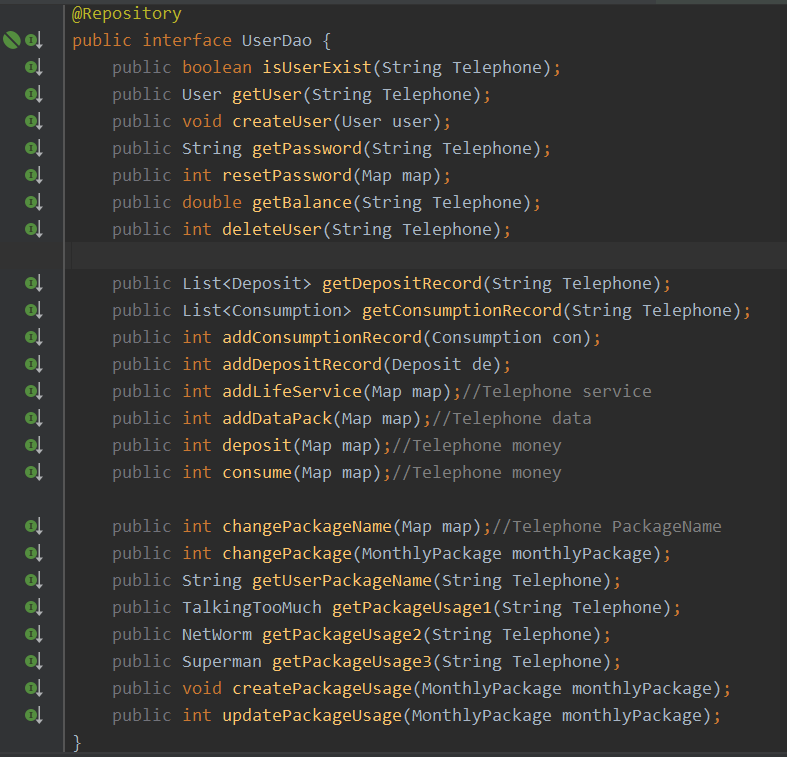 @Repository
public interface UserDao {
public boolean isUserExist(String Telephone);
public User getUser(String Telephone);
public void createUser(User user);
public String getPassword(String Telephone);
public int resetPassword(Map map);
public double getBalance(String Telephone);
public int deleteUser(String Telephone);
public List<Deposit> getDepositRecord(String Telephone);
public List<Consumption> getConsumptionRecord(String Telephone);
public int addConsumptionRecord(Consumption con);
public int addDepositRecord(Deposit de);
public int addLifeService(Map map);//Telephone service
public int addDataPack(Map map);//Telephone data
public int deposit(Map map);//Telephone money
public int consume(Map map);//Telephone money
public int changePackageName(Map map);//Telephone PackageName
public int changePackage(MonthlyPackage monthlyPackage);
public String getUserPackageName(String Telephone);
public TalkingTooMuch getPackageUsage1(String Telephone);
public NetWorm getPackageUsage2(String Telephone);
public Superman getPackageUsage3(String Telephone);
public void createPackageUsage(MonthlyPackage monthlyPackage);
public int updatePackageUsage(MonthlyPackage monthlyPackage);
}